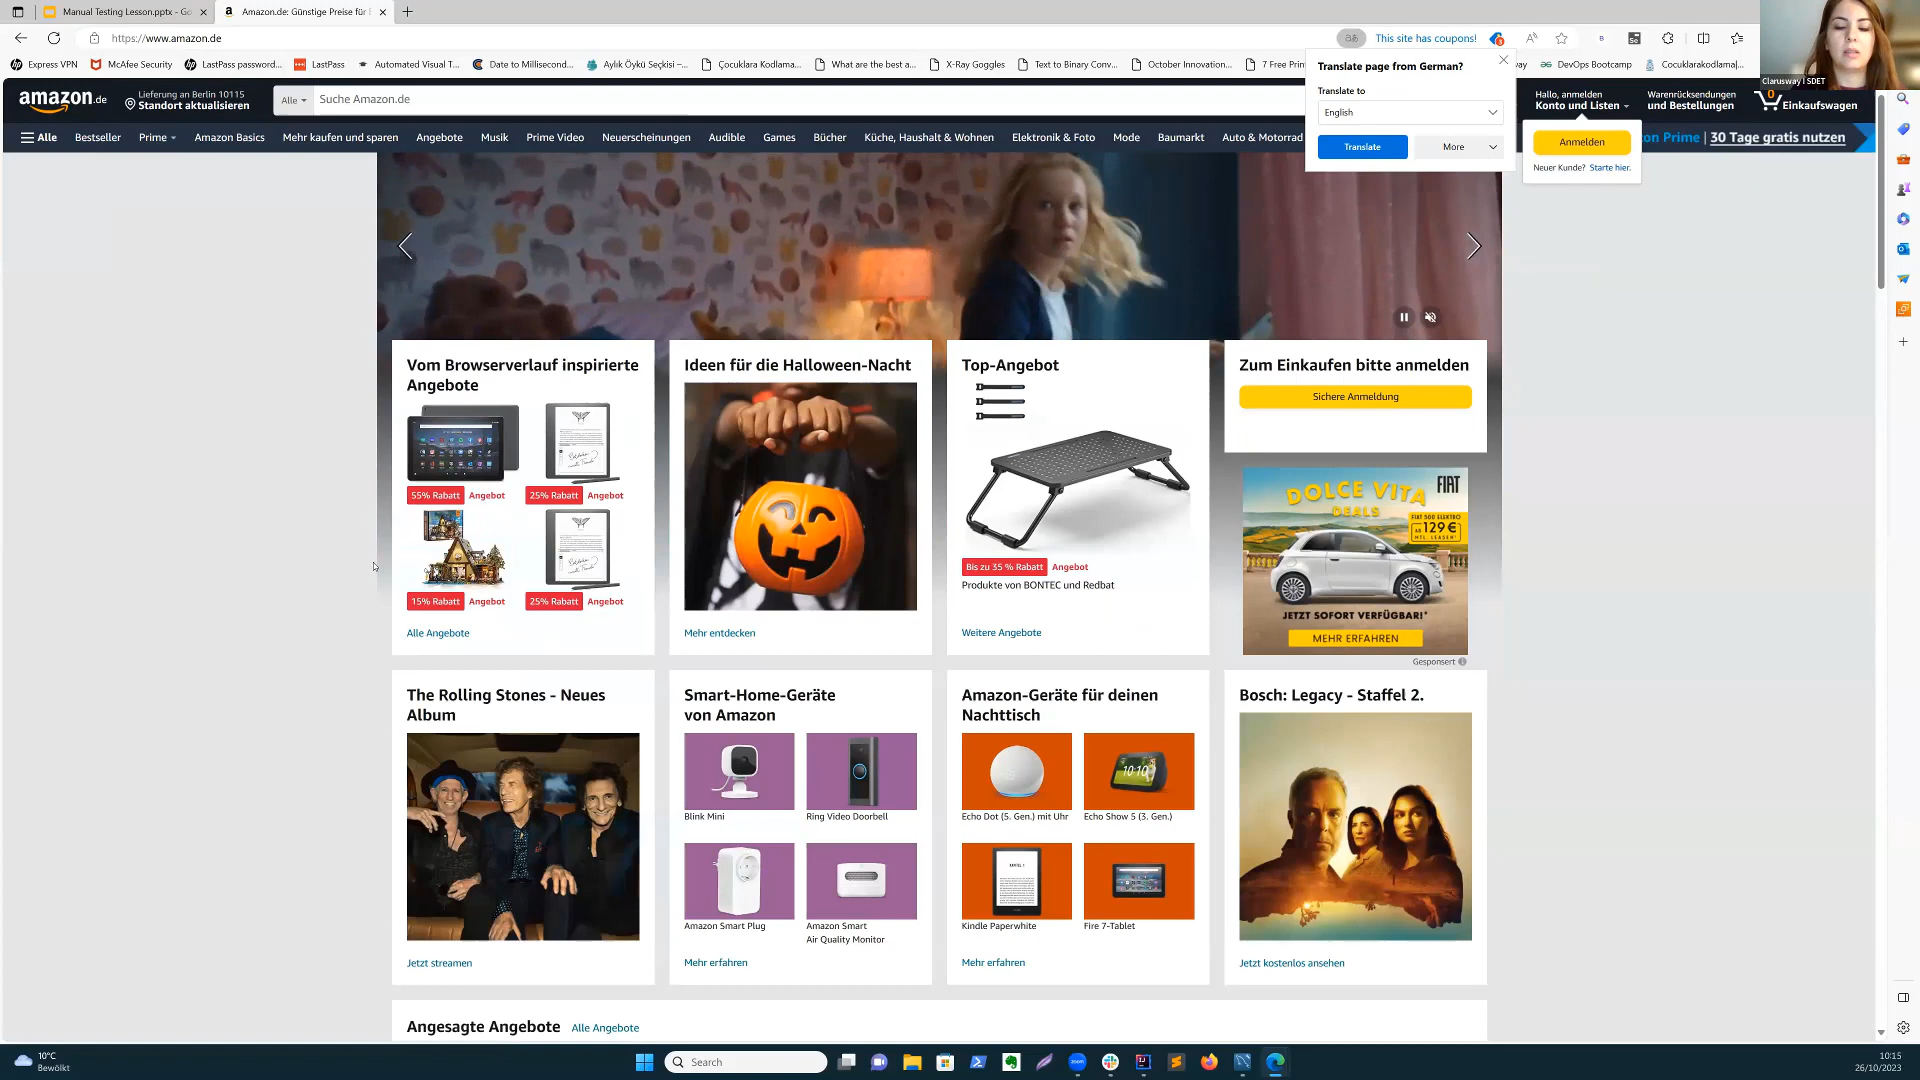 Manual Testing Lesson.pptx - Go
Amazon.de: Günstige Preise für E
https://www.amazon.de
This site has coupons!
Express VPN
McAfee Security
LastPass password...
LastPass
Automated Visual T...
Date to Millisecond...
Aylık Öykü Seçkisi –...
Çocuklara Kodlama...
What are the best a...
X-Ray Goggles
Text to Binary Conv...
October Innovation...
7 Free Prin
way
DevOps Bootcamp
Cocuklarakodlama|...
Clarusway I SDET
Translate page from German?
Translate to
English
Translate
More
amazon.de
Lieferung an Berlin 10115
Standort aktualisieren
Alle
Suche Amazon.de
Hallo, anmelden
Konto und Listen
Warenrücksendungen
und Bestellungen
0
Einkaufswagen
Anmelden
Neuer Kunde? Starte hier.
Alle
Bestseller
Prime
Amazon Basics
Mehr kaufen und sparen
Angebote
Musik
Prime Video
Neuerscheinungen
Audible
Games
Bücher
Küche, Haushalt & Wohnen
Elektronik & Foto
Mode
Baumarkt
Auto & Motorrad
on Prime | 30 Tage gratis nutzen
Vom Browserverlauf inspirierte
Angebote
55% Rabatt Angebot
25% Rabatt Angebot
15% Rabatt Angebot
25% Rabatt Angebot
Alle Angebote
Ideen für die Halloween-Nacht
Mehr entdecken
Top-Angebot
Bis zu 35 % Rabatt Angebot
Produkte von BONTEC und Redbat
Weitere Angebote
Zum Einkaufen bitte anmelden
Sichere Anmeldung
DOLCE VITA
DEALS
FIAT
FIAT 500 ELEKTRO
AB 129 €
MTL. LEASEN¹
JETZT SOFORT VERFÜGBAR!*
MEHR ERFAHREN
Gesponsert
The Rolling Stones - Neues
Album
Jetzt streamen
Smart-Home-Geräte
von Amazon
Blink Mini
Ring Video Doorbell
Amazon Smart Plug
Amazon Smart
Air Quality Monitor
Mehr erfahren
Amazon-Geräte für deinen
Nachttisch
10:10
Echo Dot (5. Gen.) mit Uhr
Echo Show 5 (3. Gen.)
Kindle Paperwhite
Fire 7-Tablet
Mehr erfahren
Bosch: Legacy - Staffel 2.
Jetzt kostenlos ansehen
Angesagte Angebote
Alle Angebote
10°C
Bewölkt
Search
zoom
10:15
26/10/2023